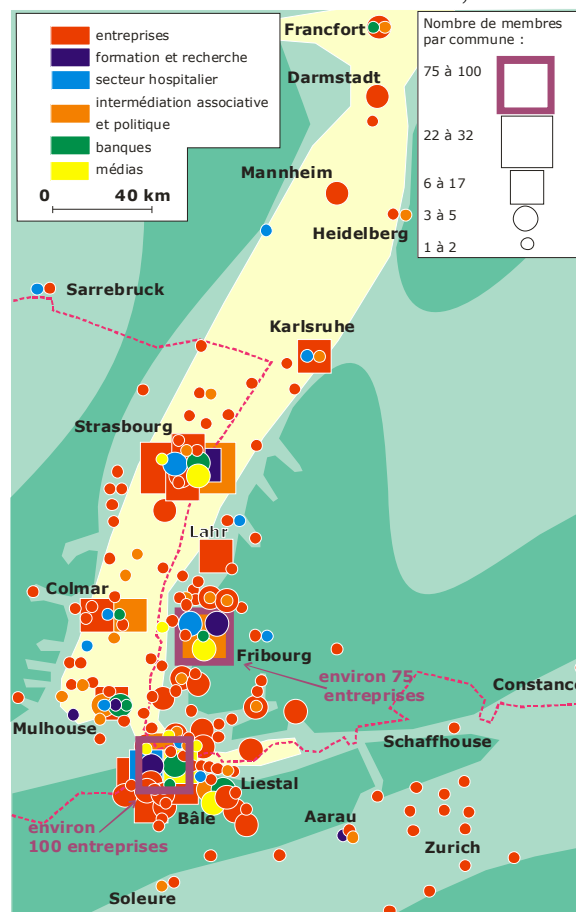 entreprises
formation et recherche
secteur hospitalier
intermédiation associative
et politique
banques
médias
0 40 km
Nombre de membres
par commune :
75 à 100
22 à 32
6 à 17
3 à 5
1 à 2
Francfort
Darmstadt
Mannheim
Heidelberg
Sarrebruck
Karlsruhe
Strasbourg
Lahr
Colmar
Fribourg
environ 75
entreprises
Constance
Mulhouse
Schaffhouse
Liestal
Bâle
environ
100 entreprises
Aarau
Zurich
Soleure